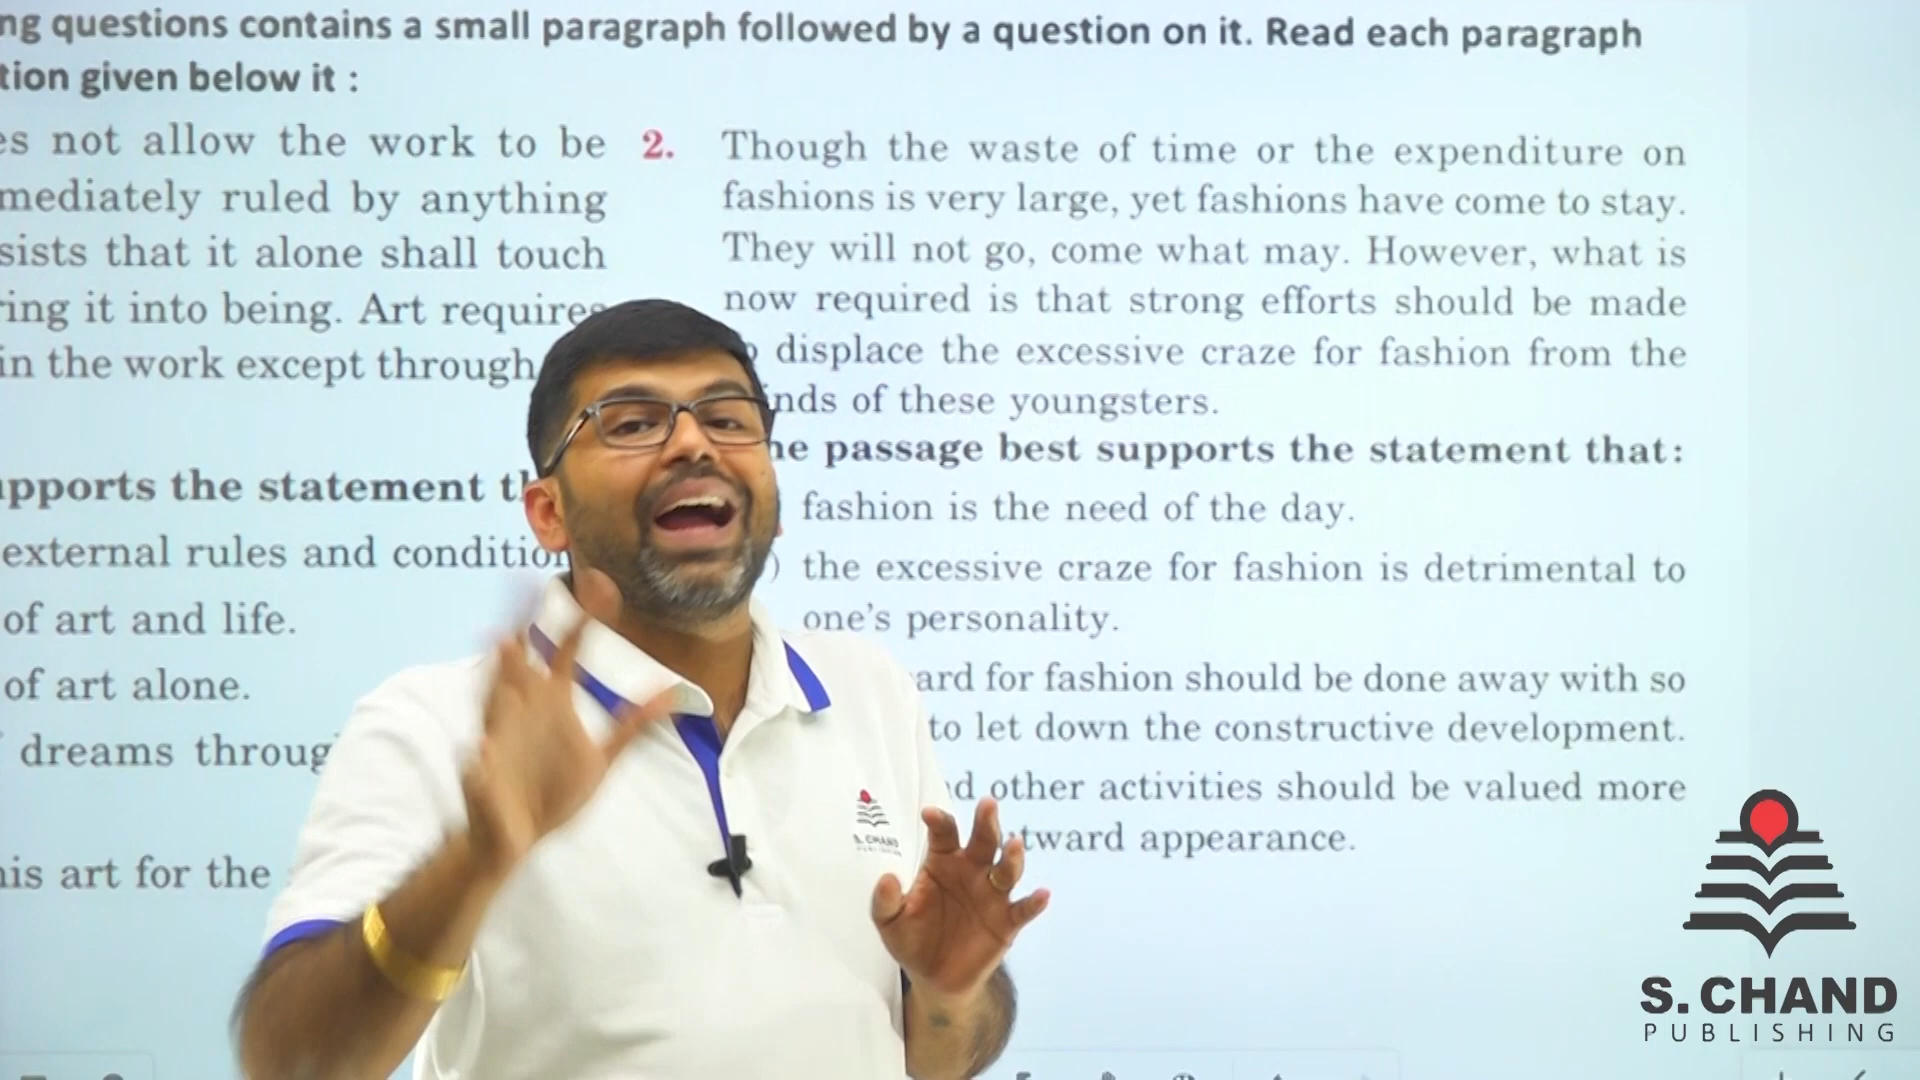 ng questions contains a small paragraph followed by a question on it. Read each paragraph
tion given below it :
es not allow the work to be
mediately ruled by anything
sists that it alone shall touch
ring it into being. Art requires
in the work except through
pports the statement th
external rules and condition
of art and life.
of art alone.
dreams throug
his art for the
2. Though the waste of time or the expenditure on
fashions is very large, yet fashions have come to stay.
They will not go, come what may. However, what is
now required is that strong efforts should be made
displace the excessive craze for fashion from the
nds of these youngsters.
he passage best supports the statement that:
fashion is the need of the day.
) the excessive craze for fashion is detrimental to
one's personality.
ard for fashion should be done away with so
to let down the constructive development.
d other activities should be valued more
tward appearance.
S. CHAND
S. CHAND
PUBLISHING